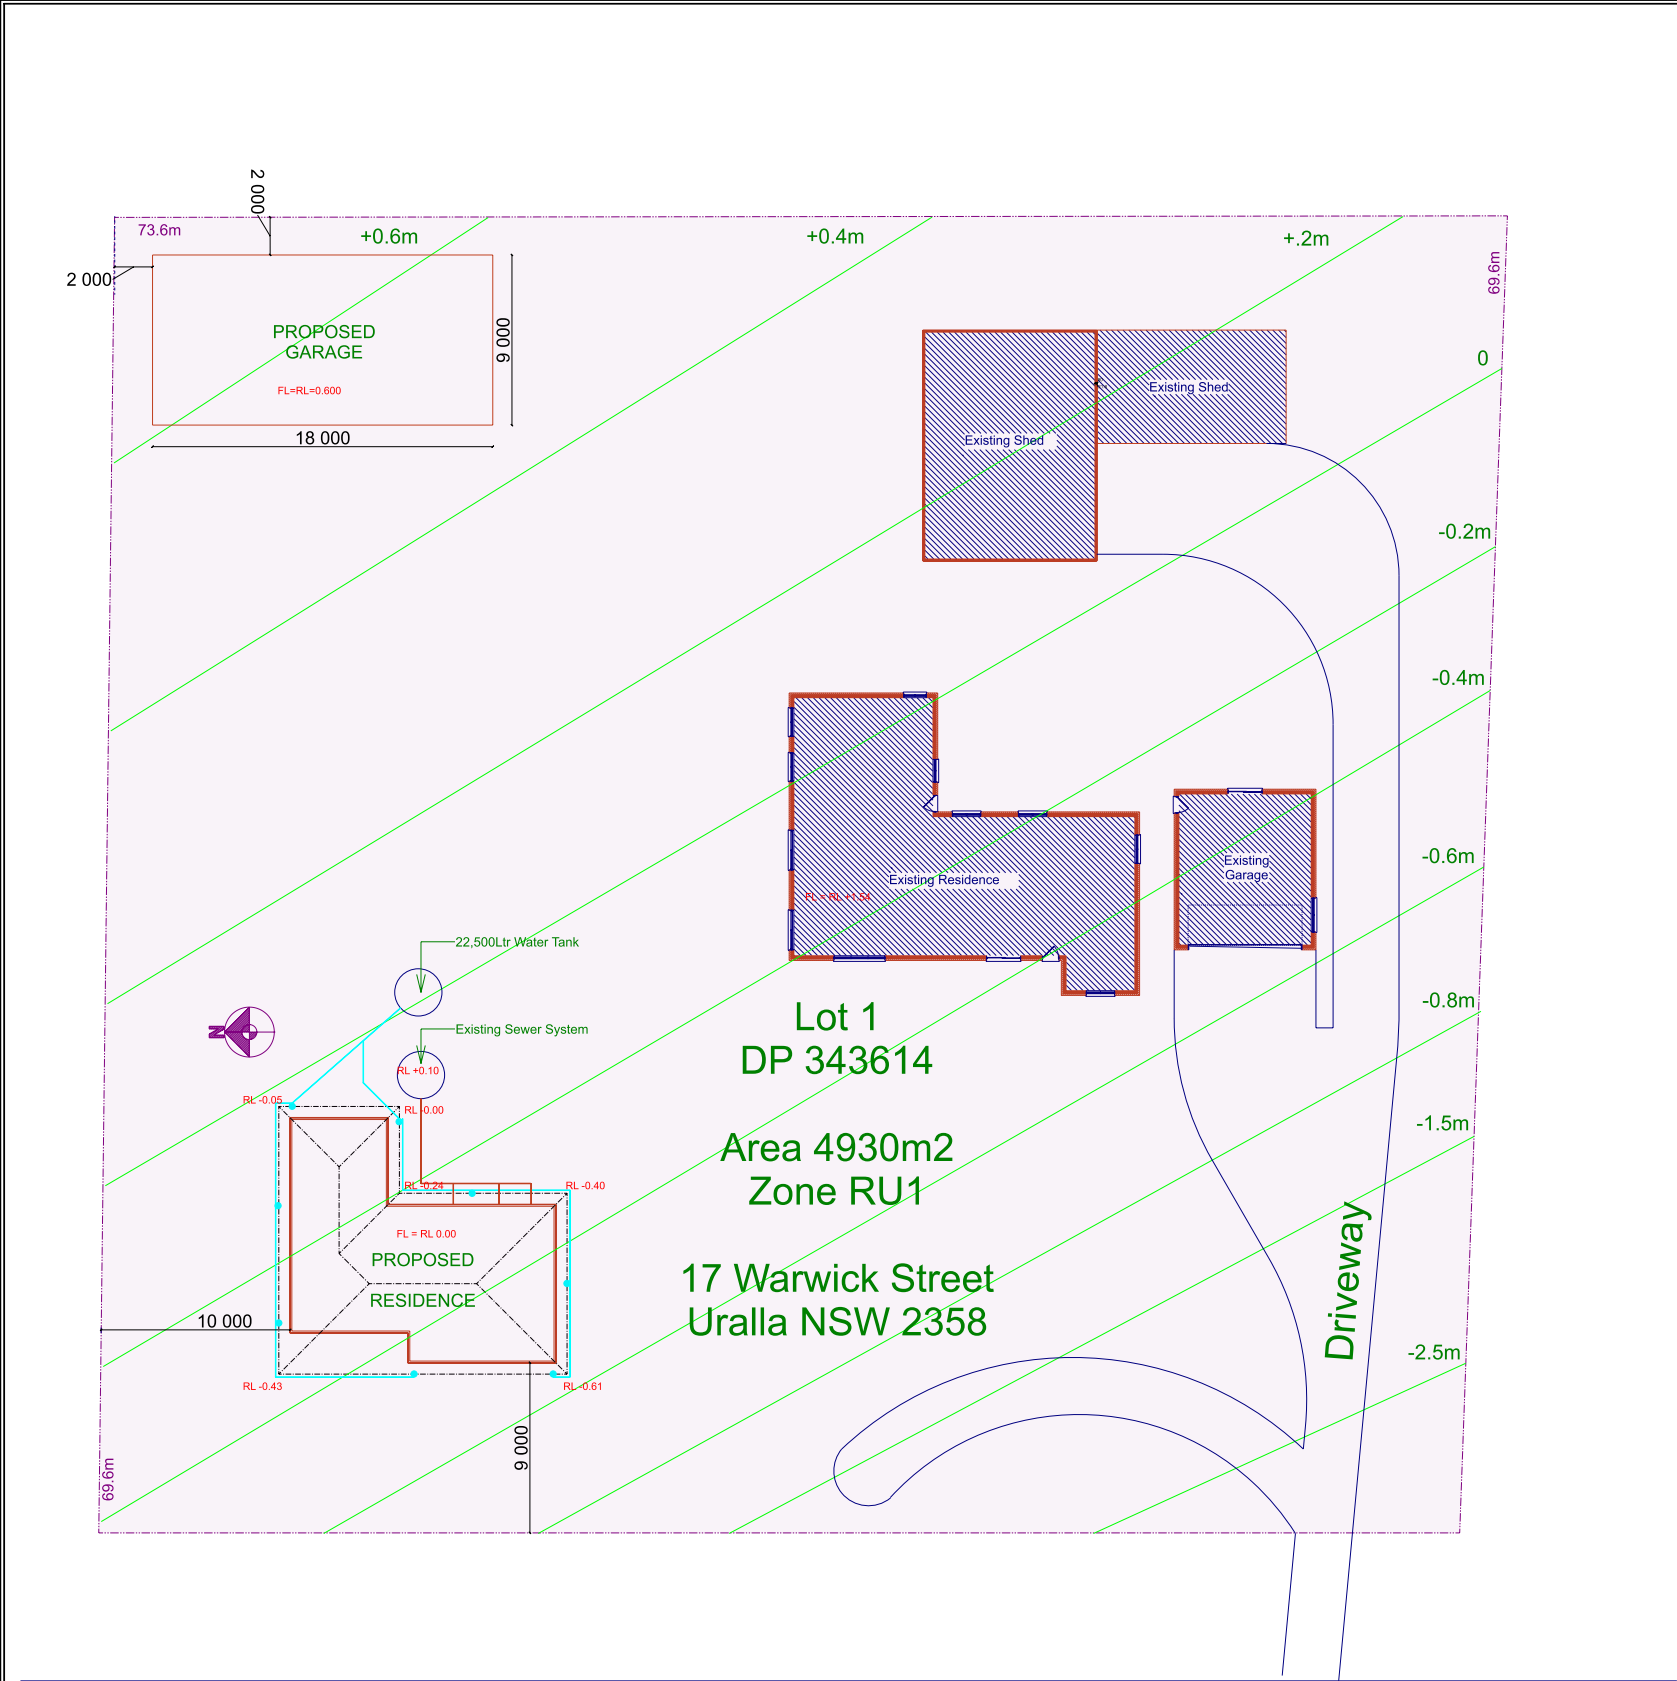 2 000
73.6m
+0.6m
+0.4m
+.2m
69.6m
2 000
PROPOSED
GARAGE
9 000
FL=RL=0.600
18 000
0
Existing Shed
Existing Shed
-0.2m
-0.4m
-0.6m
Existing
Garage
Existing Residence
FL = RL +1.54
22,500Ltr Water Tank
-0.8m
Lot 1
DP 343614
N
Existing Sewer System
RL +0.10
RL -0.05
RL -0.00
-1.5m
Area 4930m2
Zone RU1
RL -0.24
RL -0.40
FL = RL 0.00
PROPOSED
RESIDENCE
17 Warwick Street
Uralla NSW 2358
Driveway
10 000
-2.5m
RL -0.43
RL -0.61
9 000
69.6m